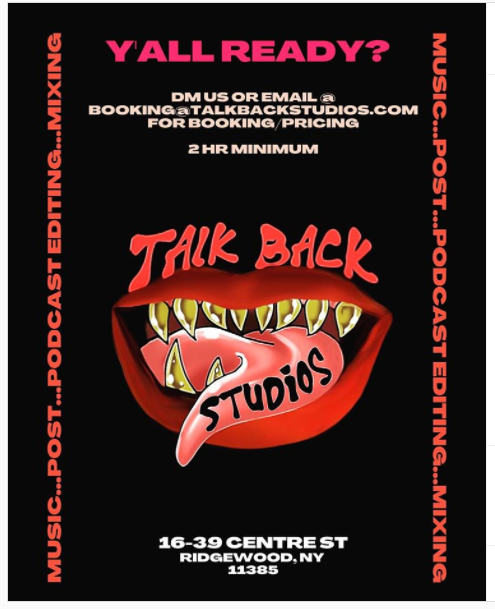 Y'ALL READY?
DM US OR EMAIL @
BOOKING@TALKBACKSTUDIOS.COM
FOR BOOKING/PRICING
2 HR MINIMUM
MUSIC...POST...PODCAST EDITING...MIXING
MUSIC...POST...PODCAST EDITING...MIXING
TALK BACK
STUDIOS
16-39 CENTRE ST
RIDGEWOOD, NY
11385